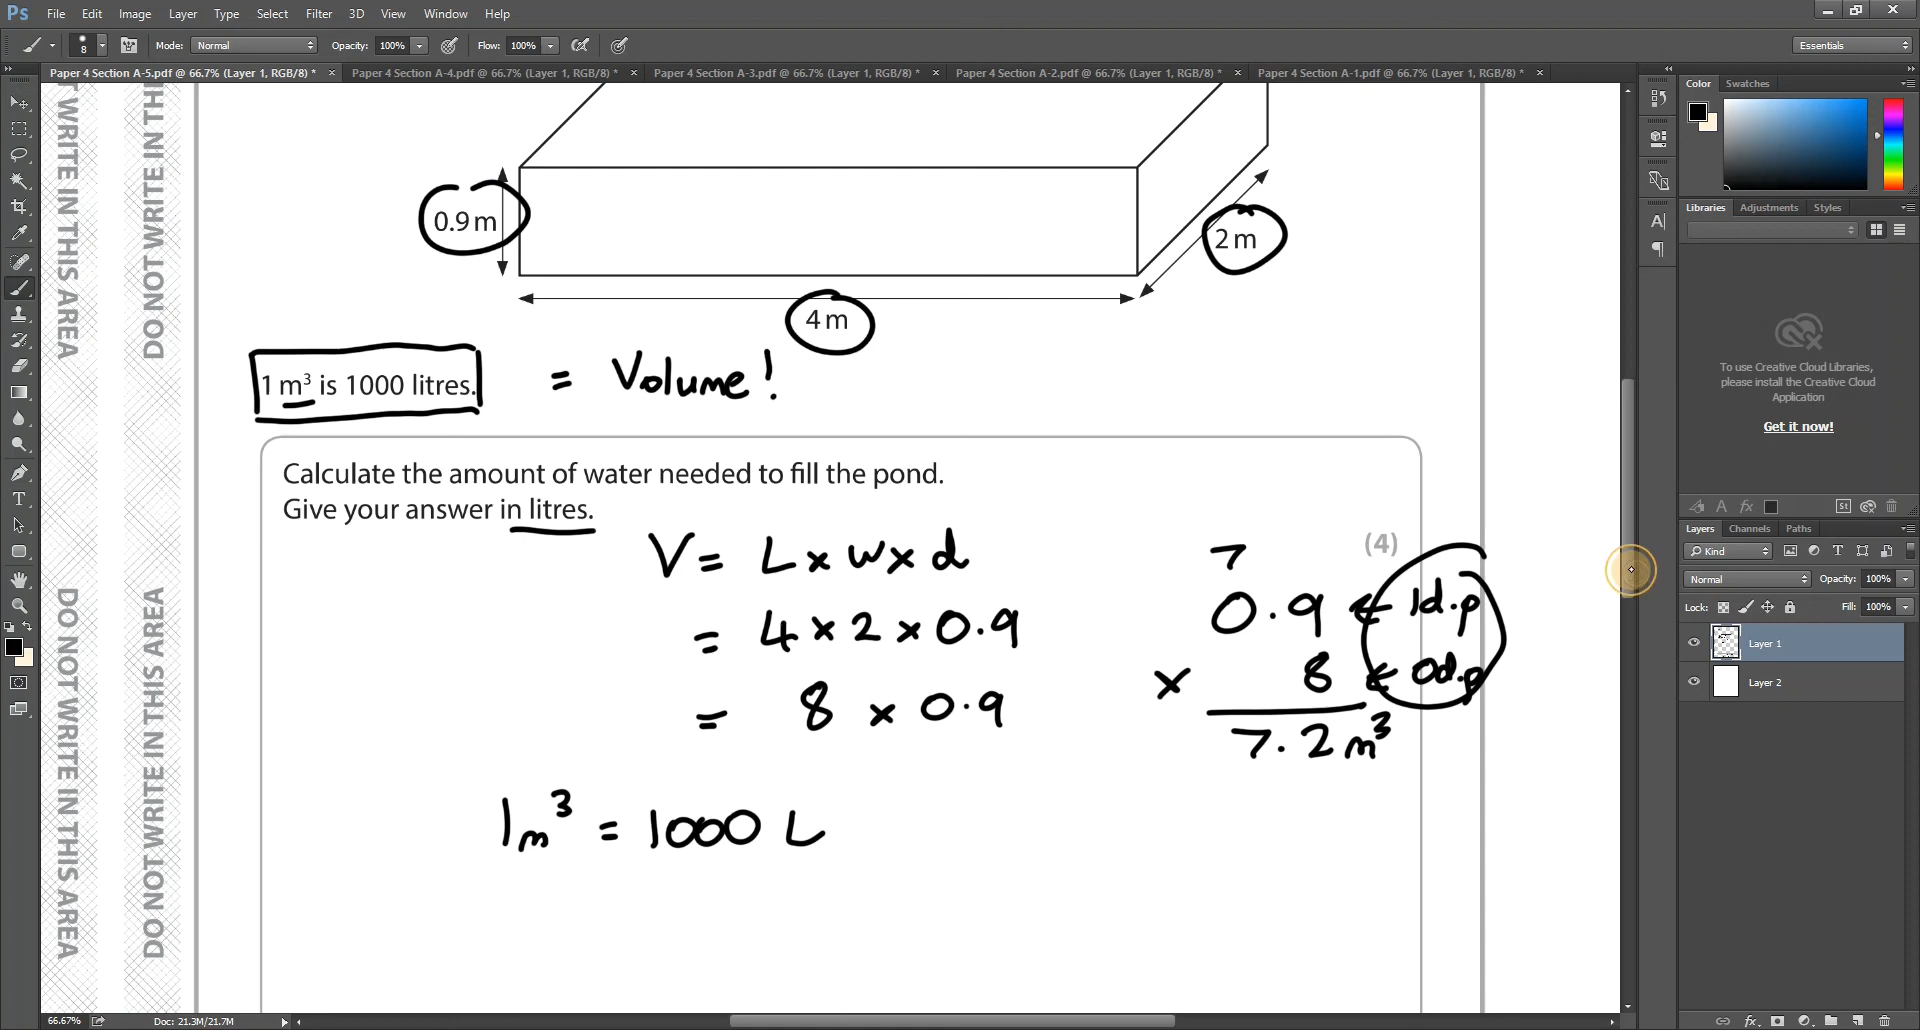 Ps File Edit Image Layer Type Select Filter 3D View Window Help
8 Mode: Normal Opacity: 100% Flow: 100% Essentials
Paper 4 Section A-5.pdf @ 66.7% (Layer 1, RGB/8) * × Paper 4 Section A-4.pdf @ 66.7% (Layer 1, RGB/8) * × Paper 4 Section A-3.pdf @ 66.7% (Layer 1, RGB/8) * × Paper 4 Section A-2.pdf @ 66.7% (Layer 1, RGB/8) * × Paper 4 Section A-1.pdf @ 66.7% (Layer 1, RGB/8) * ×
T WRITE IN THIS AREA
DO NOT WRITE IN THI
DO NOT WRITE IN THIS AREA
DO NOT WRITE IN THIS AREA
0.9 m
2 m
4 m
1 m³ is 1000 litres. = Volume!
Calculate the amount of water needed to fill the pond.
Give your answer in litres.
(4)
V = L x w x d
= 4 x 2 x 0.9
= 8 x 0.9
7
0.9 ← 1d.p
x 8 ← 0d.p
7.2 m³
1m³ = 1000 L
Color Swatches
Libraries Adjustments Styles
To use Creative Cloud Libraries,
please install the Creative Cloud
Application
Get it now!
St
Layers Channels Paths
Kind
Normal Opacity: 100%
Lock: Fill: 100%
Layer 1
Layer 2
fx
66.67% Doc: 21.3M/21.7M